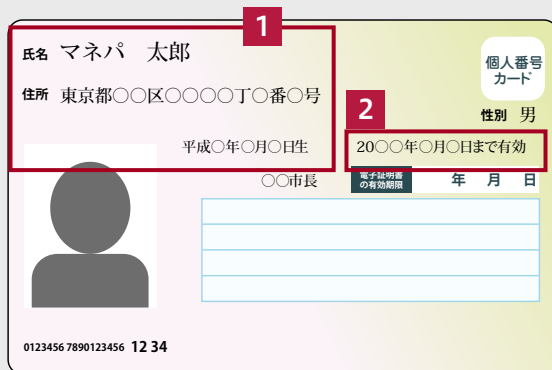 1
氏名 マネパ 太郎
個人番号
カード
住所 東京都○○区○○○○丁○番○号
2
性別 男
平成○年○月○日生
20○○年○月○日まで有効
○○市長
電子証明書
の有効期限
年 月 日
0123456 7890123456 12 34